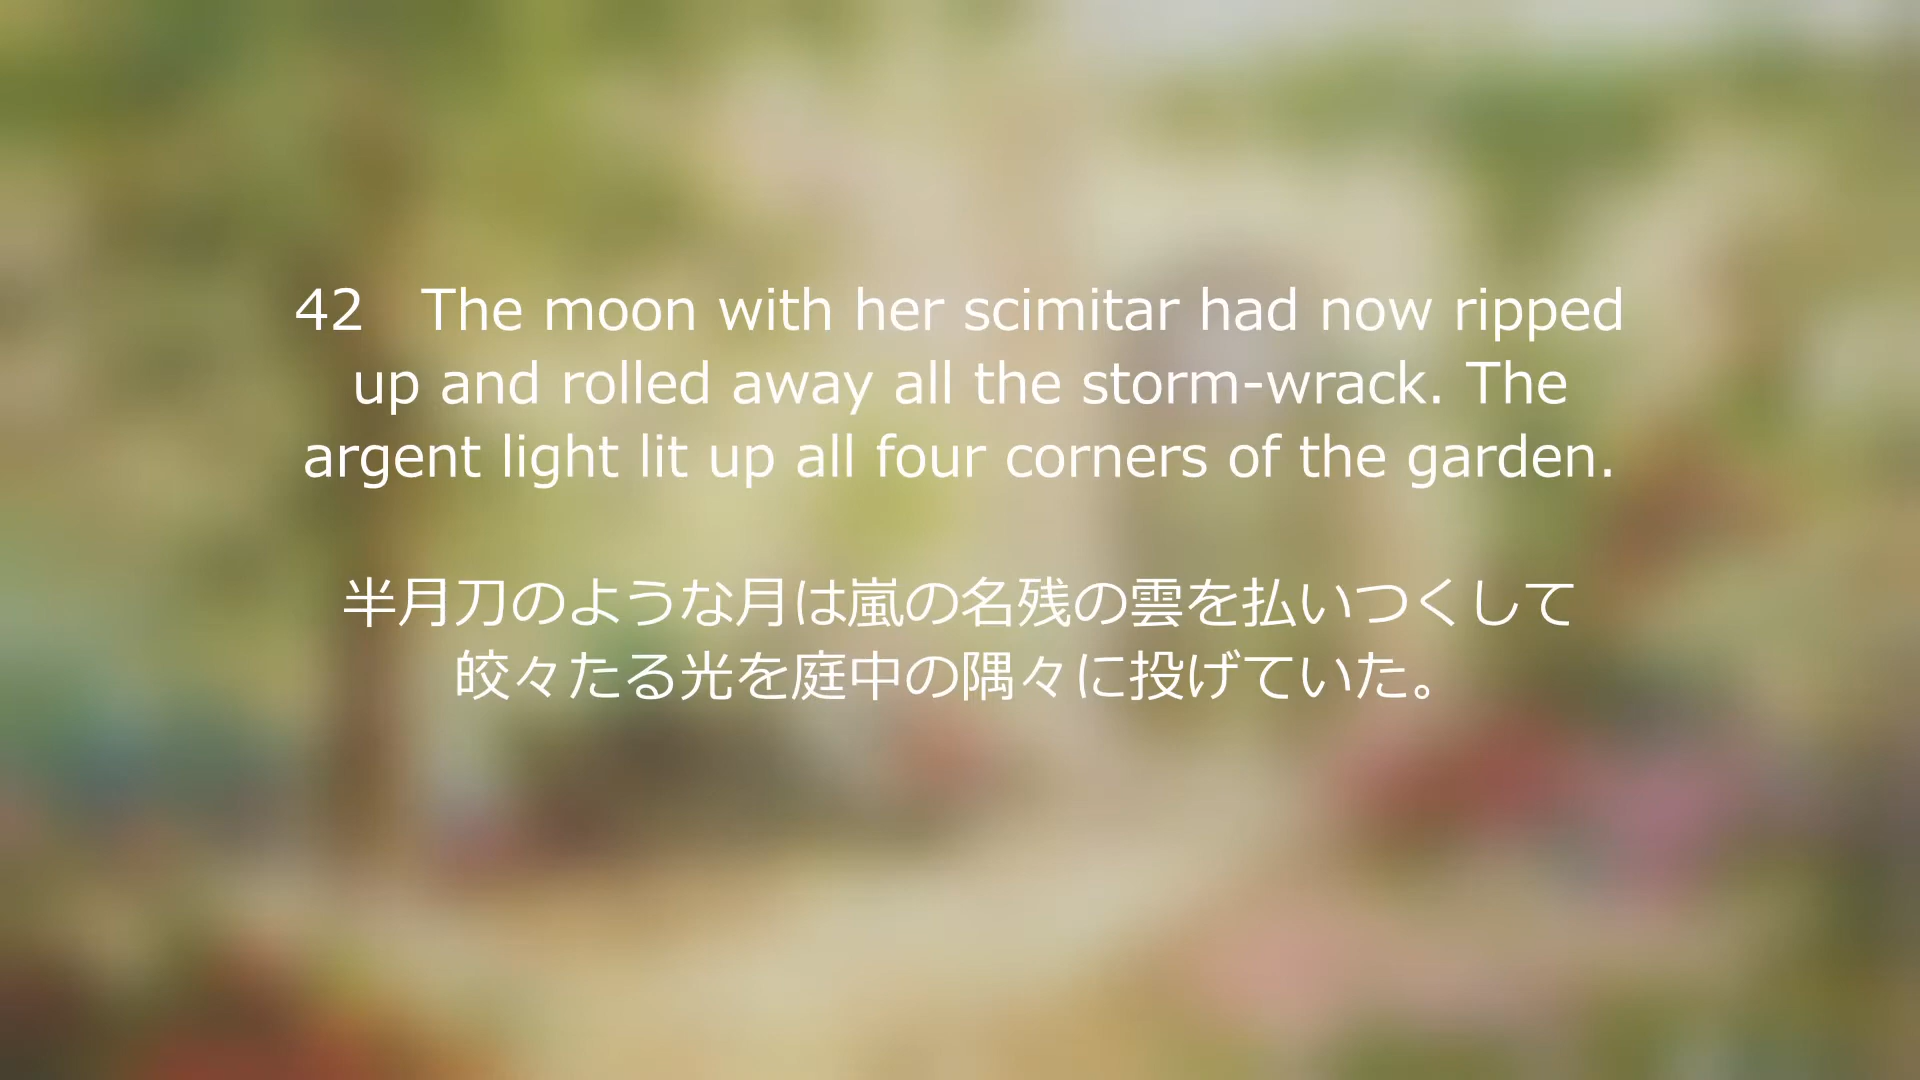 42　The moon with her scimitar had now ripped
up and rolled away all the storm-wrack. The
argent light lit up all four corners of the garden.
半月刀のような月は嵐の名残の雲を払いつくして
皎々たる光を庭中の隅々に投げていた。